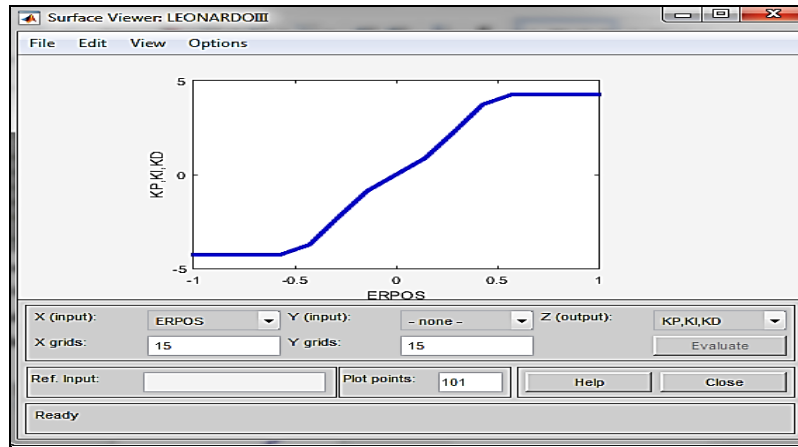 Surface Viewer: LEONARDOIII
File Edit View Options
5
0
-5
KP,KI,KD
-1 -0.5 0 0.5 1
ERPOS
X (input): ERPOS Y (input): - none - Z (output): KP,KI,KD
X grids: 15 Y grids: 15 Evaluate
Ref. Input: Plot points: 101 Help Close
Ready